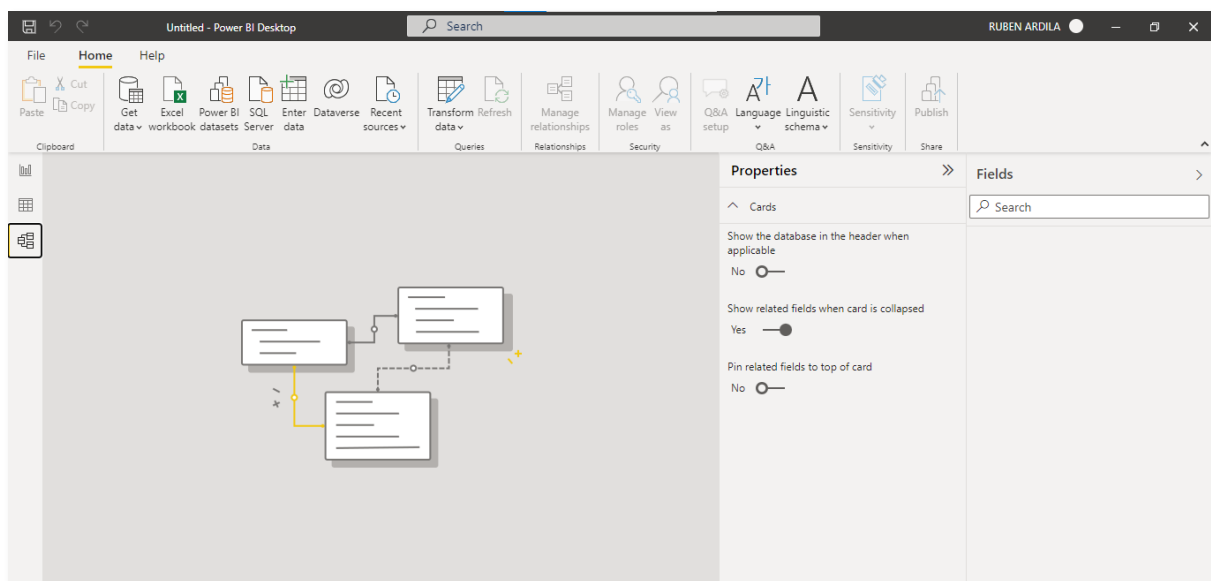 Untitled - Power BI Desktop
Search
RUBEN ARDILA
File Home Help
Paste
Cut
Copy
Get data
Excel workbook
Power BI datasets
SQL Server
Enter data
Dataverse
Recent sources
Transform data
Refresh
Manage relationships
Manage roles
View as
Q&A setup
Language
Linguistic schema
Sensitivity
Publish
Clipboard
Data
Queries
Relationships
Security
Q&A
Sensitivity
Share
Properties
Cards
Show the database in the header when
applicable
No
Show related fields when card is collapsed
Yes
Pin related fields to top of card
No
Fields
Search